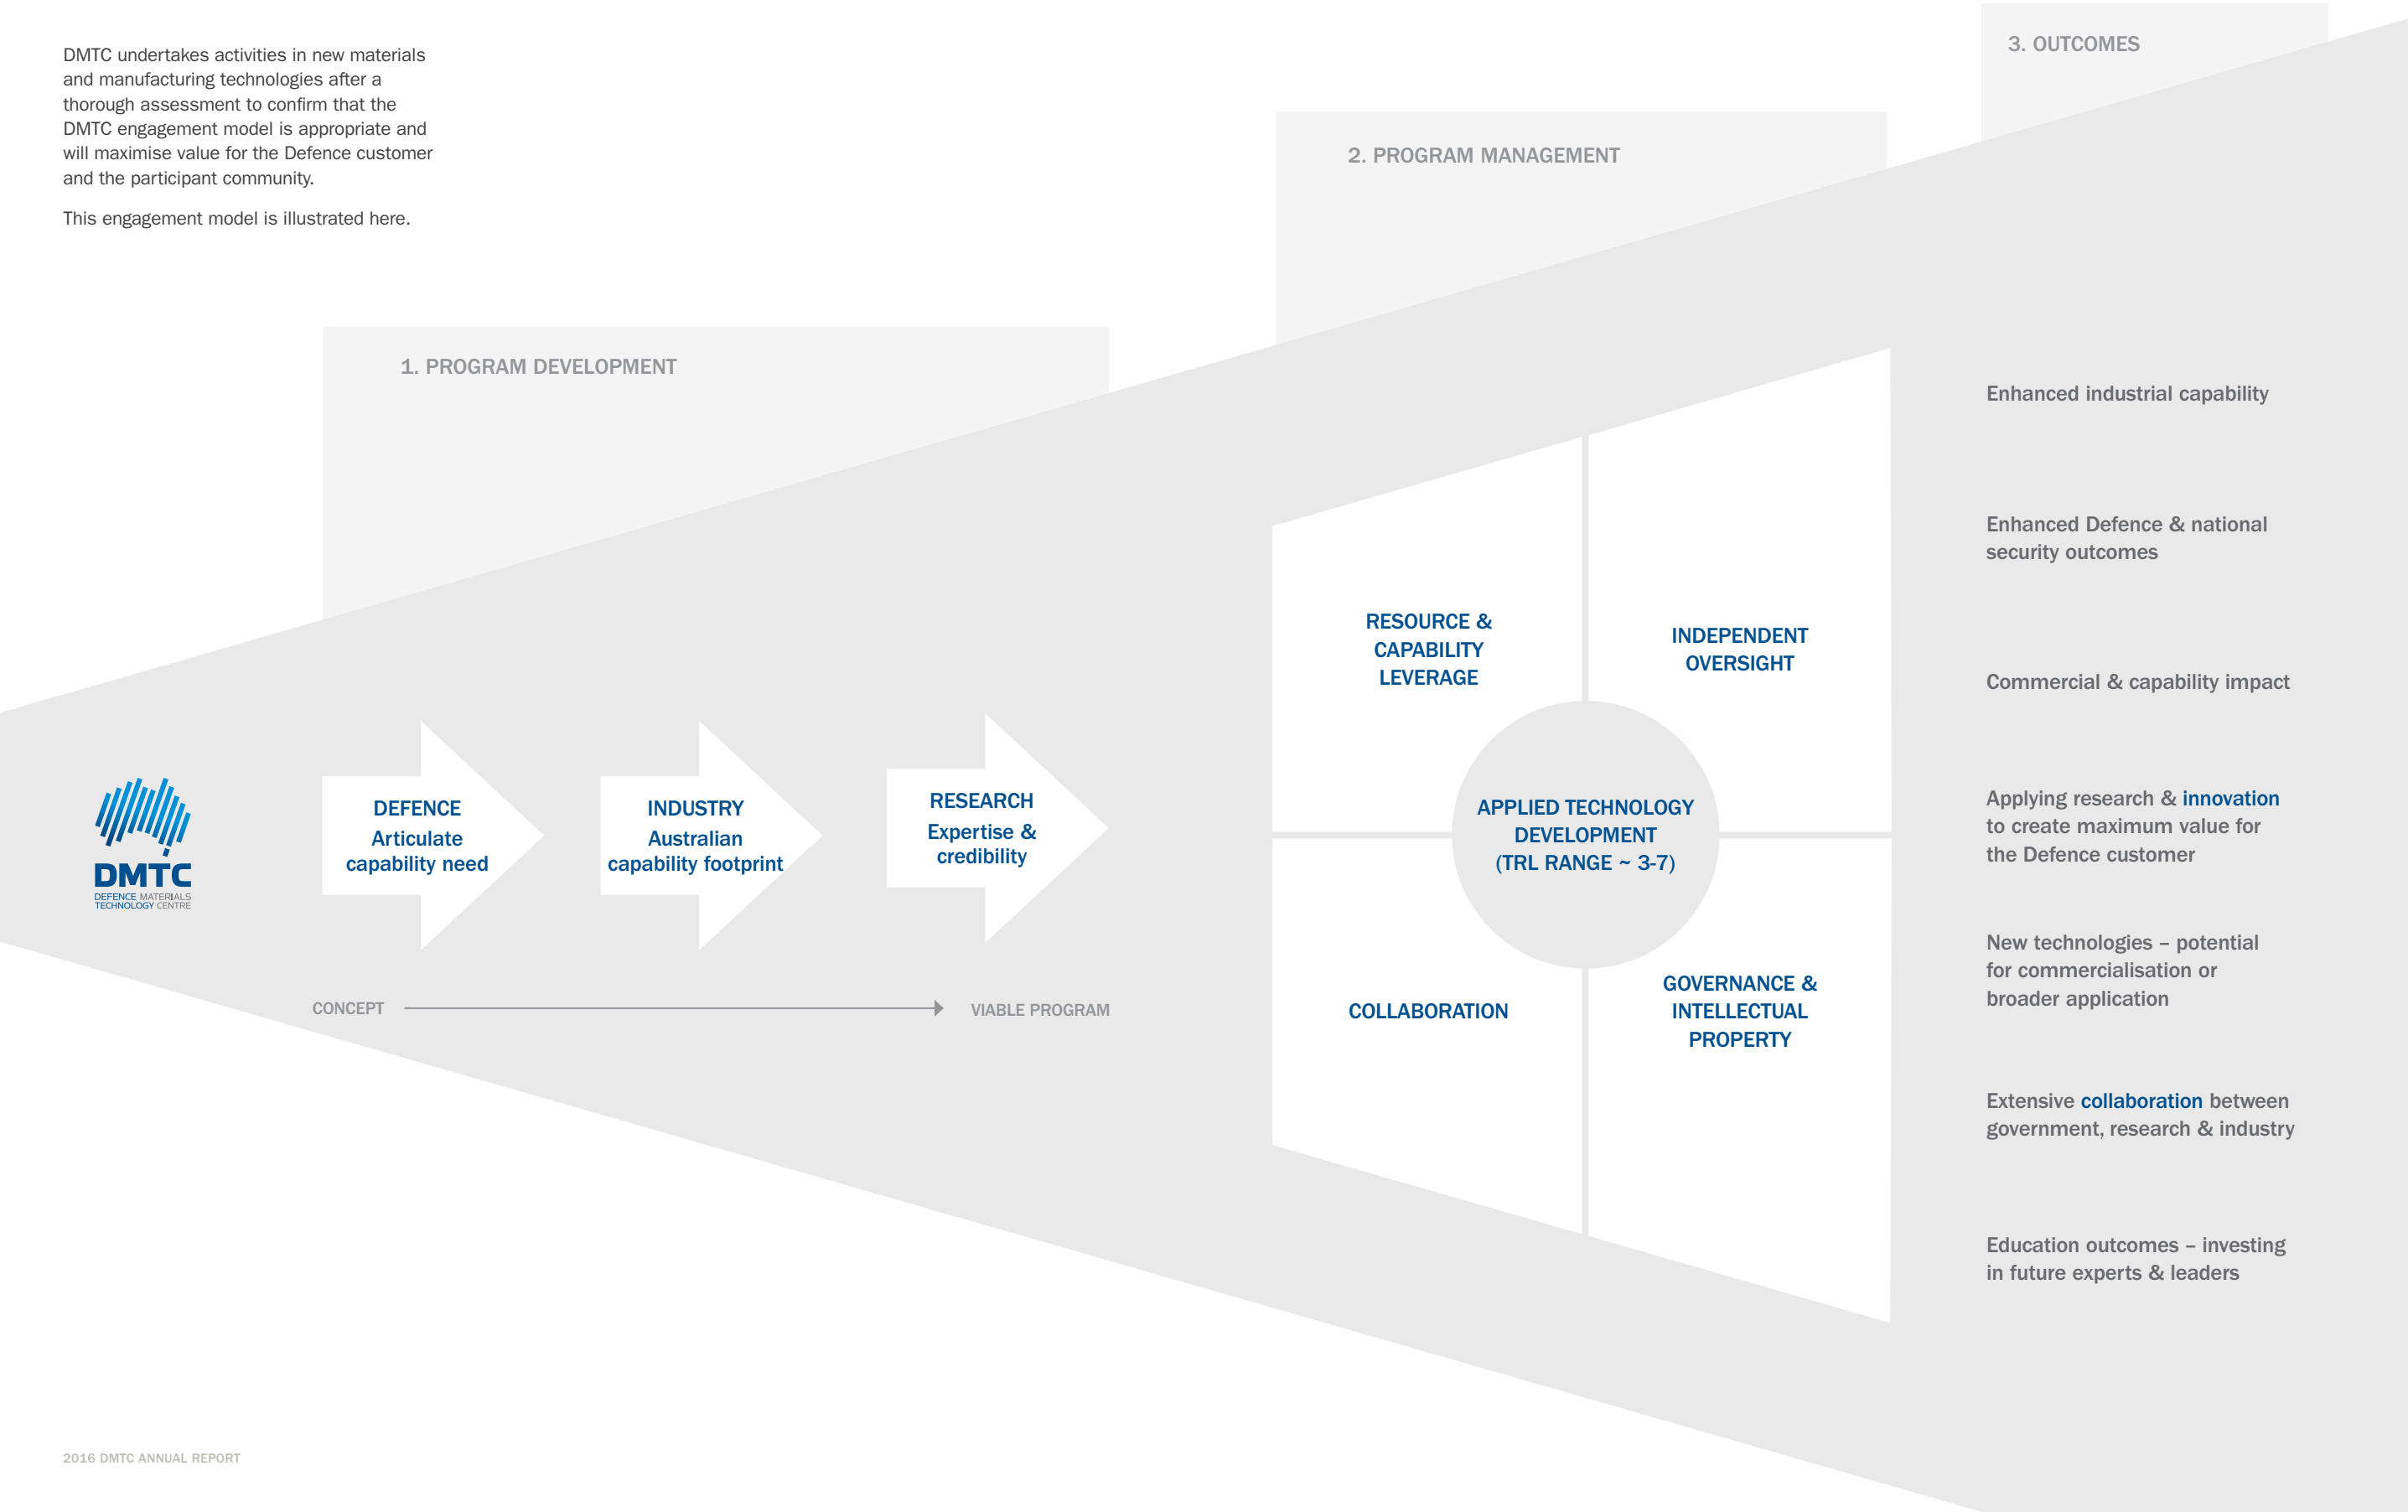 DMTC undertakes activities in new materials
and manufacturing technologies after a
thorough assessment to confirm that the
DMTC engagement model is appropriate and
will maximise value for the Defence customer
and the participant community.
This engagement model is illustrated here.
1. PROGRAM DEVELOPMENT
2. PROGRAM MANAGEMENT
3. OUTCOMES
DMTC
DEFENCE MATERIALS
TECHNOLOGY CENTRE
DEFENCE
Articulate
capability need
INDUSTRY
Australian
capability footprint
RESEARCH
Expertise &
credibility
CONCEPT
VIABLE PROGRAM
RESOURCE &
CAPABILITY
LEVERAGE
INDEPENDENT
OVERSIGHT
APPLIED TECHNOLOGY
DEVELOPMENT
(TRL RANGE ~ 3-7)
COLLABORATION
GOVERNANCE &
INTELLECTUAL
PROPERTY
Enhanced industrial capability
Enhanced Defence & national
security outcomes
Commercial & capability impact
Applying research & innovation
to create maximum value for
the Defence customer
New technologies – potential
for commercialisation or
broader application
Extensive collaboration between
government, research & industry
Education outcomes – investing
in future experts & leaders
2016 DMTC ANNUAL REPORT